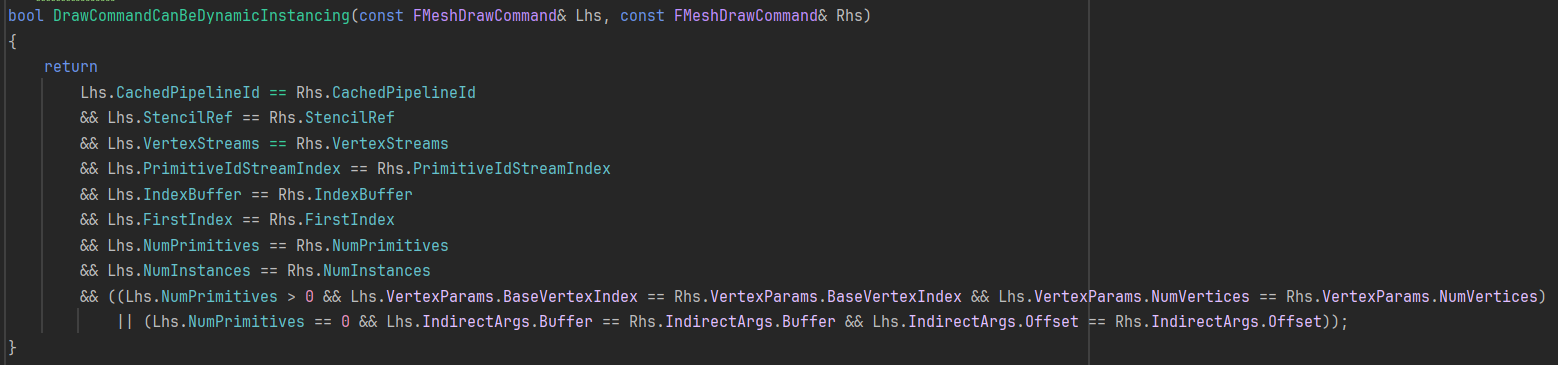 bool DrawCommandCanBeDynamicInstancing(const FMeshDrawCommand& Lhs, const FMeshDrawCommand& Rhs)
{
    return
        Lhs.CachedPipelineId == Rhs.CachedPipelineId
        && Lhs.StencilRef == Rhs.StencilRef
        && Lhs.VertexStreams == Rhs.VertexStreams
        && Lhs.PrimitiveIdStreamIndex == Rhs.PrimitiveIdStreamIndex
        && Lhs.IndexBuffer == Rhs.IndexBuffer
        && Lhs.FirstIndex == Rhs.FirstIndex
        && Lhs.NumPrimitives == Rhs.NumPrimitives
        && Lhs.NumInstances == Rhs.NumInstances
        && ((Lhs.NumPrimitives > 0 && Lhs.VertexParams.BaseVertexIndex == Rhs.VertexParams.BaseVertexIndex && Lhs.VertexParams.NumVertices == Rhs.VertexParams.NumVertices)
            || (Lhs.NumPrimitives == 0 && Lhs.IndirectArgs.Buffer == Rhs.IndirectArgs.Buffer && Lhs.IndirectArgs.Offset == Rhs.IndirectArgs.Offset));
}